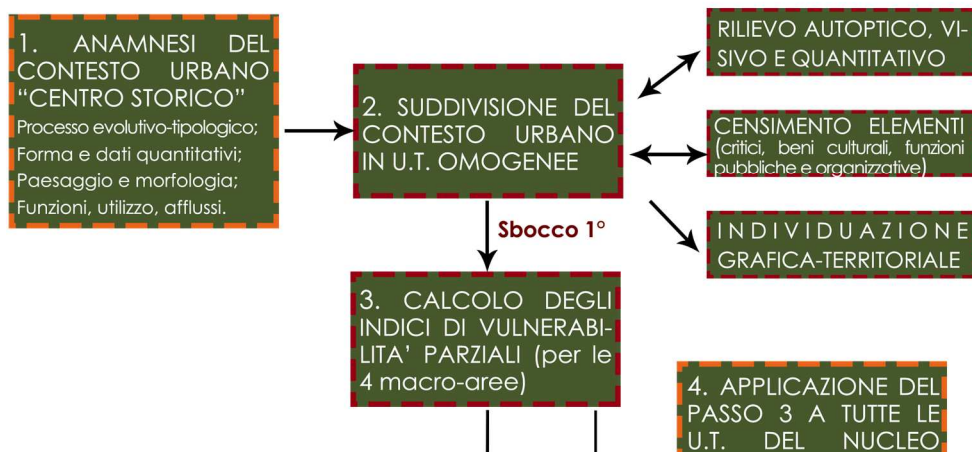 1. ANAMNESI DEL
CONTESTO URBANO
“CENTRO STORICO”
Processo evolutivo-tipologico;
Forma e dati quantitativi;
Paesaggio e morfologia;
Funzioni, utilizzo, afflussi.
2. SUDDIVISIONE DEL
CONTESTO URBANO
IN U.T. OMOGENEE
RILIEVO AUTOPTICO, VI-
SIVO E QUANTITATIVO
CENSIMENTO ELEMENTI
(critici, beni culturali, funzioni
pubbliche e organizzative)
INDIVIDUAZIONE
GRAFICA-TERRITORIALE
Sbocco 1°
3. CALCOLO DEGLI
INDICI DI VULNERABI-
LITA’ PARZIALI (per le
4 macro-aree)
4. APPLICAZIONE DEL
PASSO 3 A TUTTE LE
U.T. DEL NUCLEO